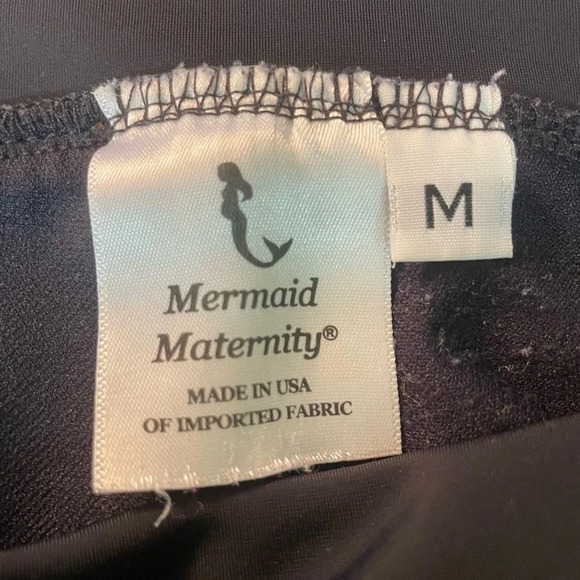 Mermaid
Maternity®
MADE IN USA
OF IMPORTED FABRIC
M